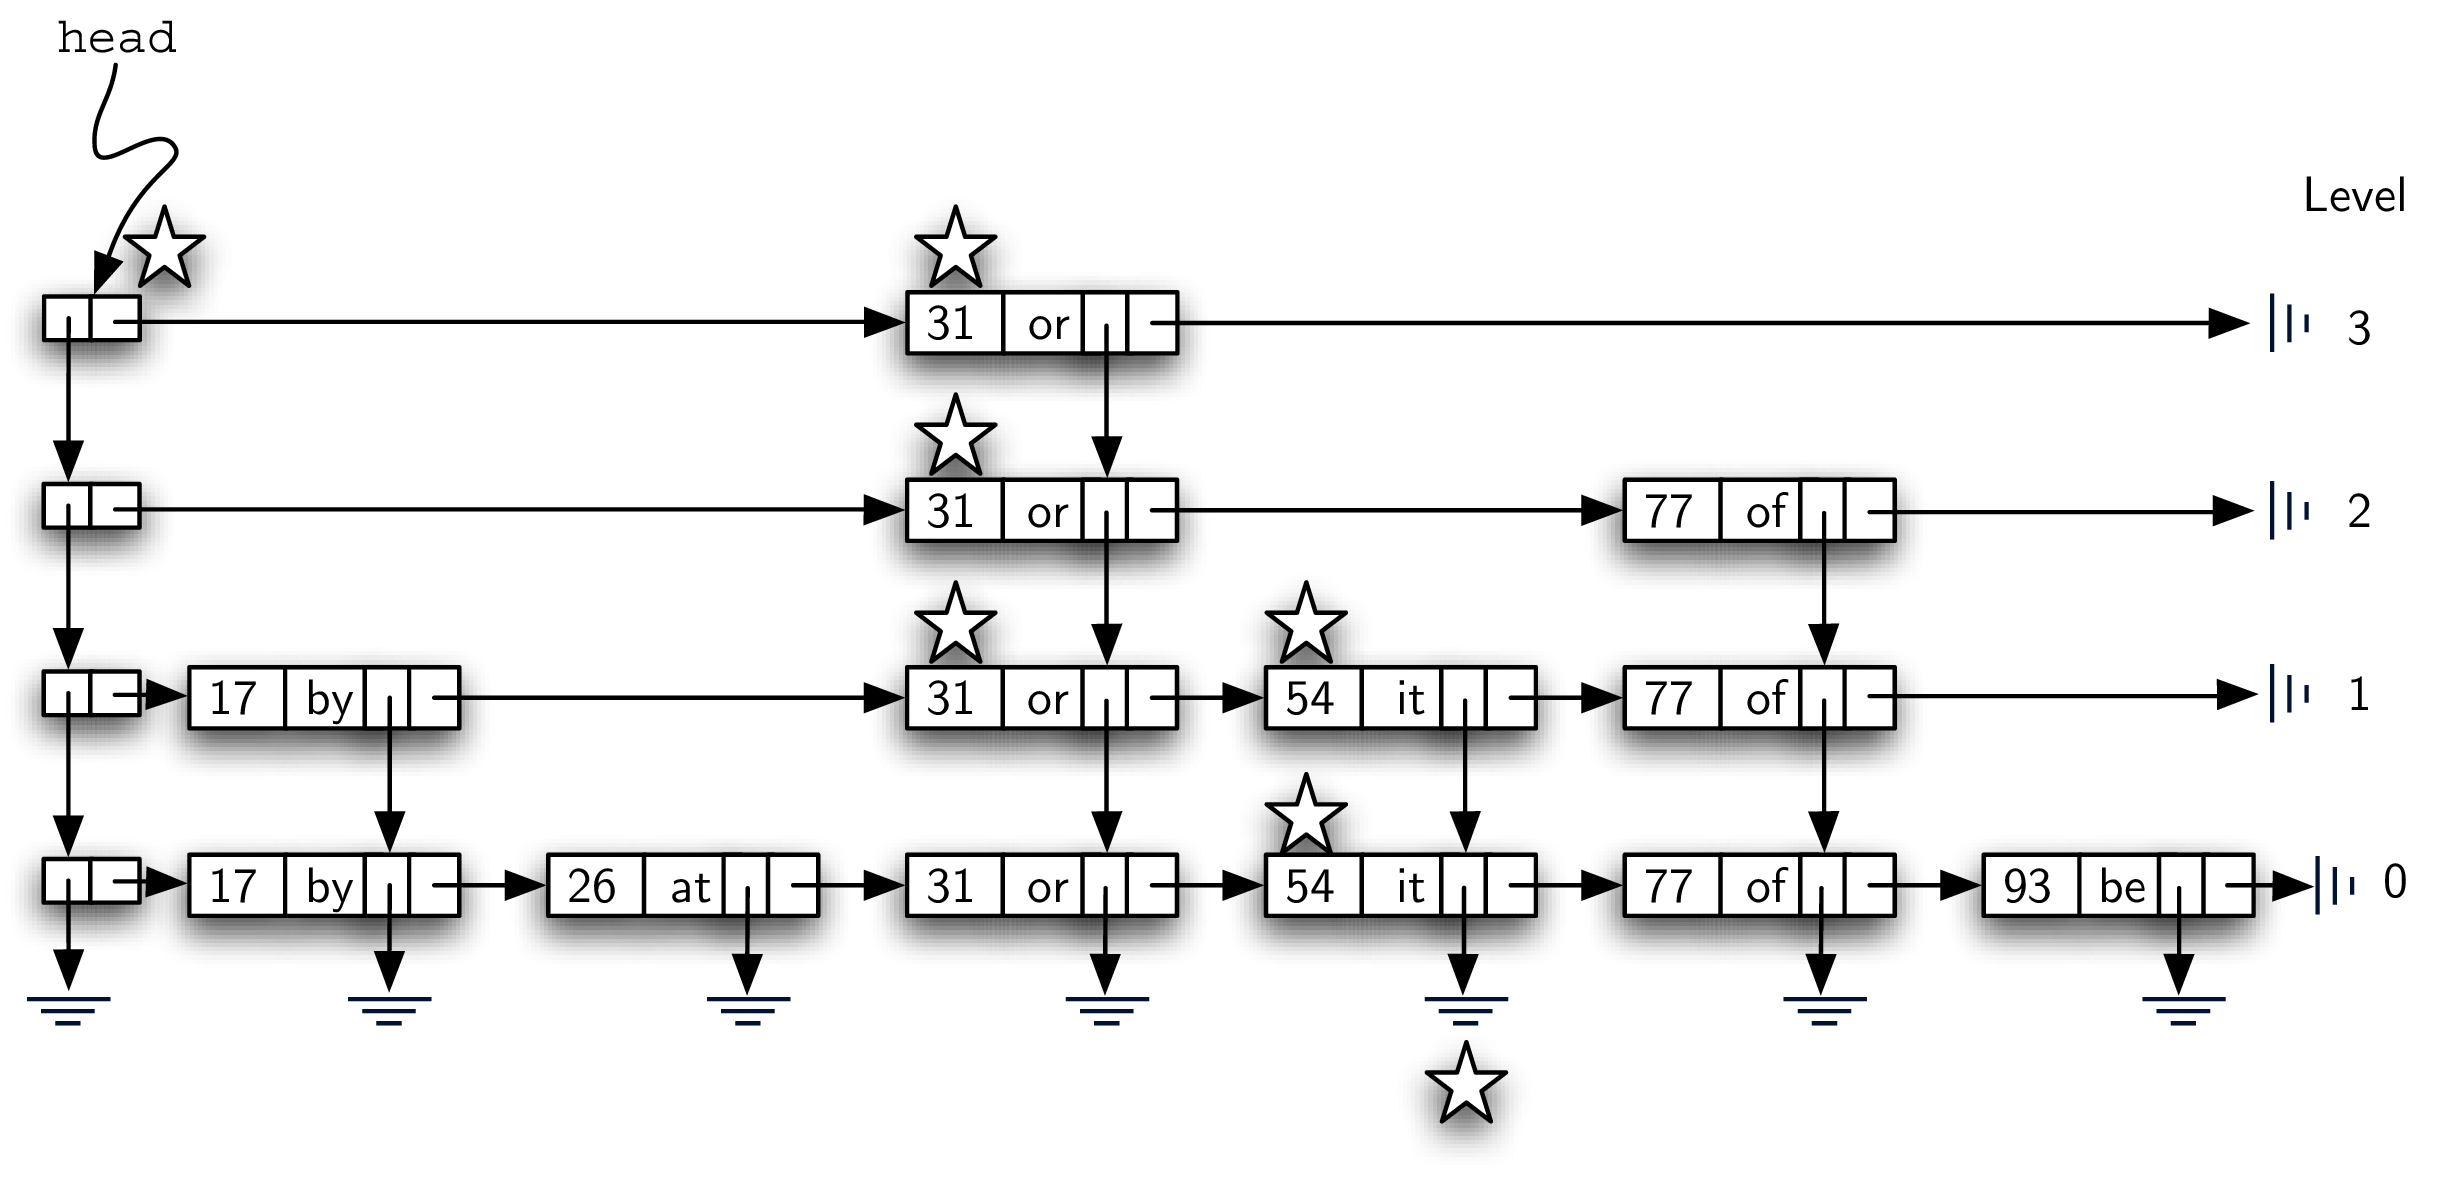 head
Level
31 or 3
31 or 77 of 2
17 by 31 or 54 it 77 of 1
17 by 26 at 31 or 54 it 77 of 93 be 0